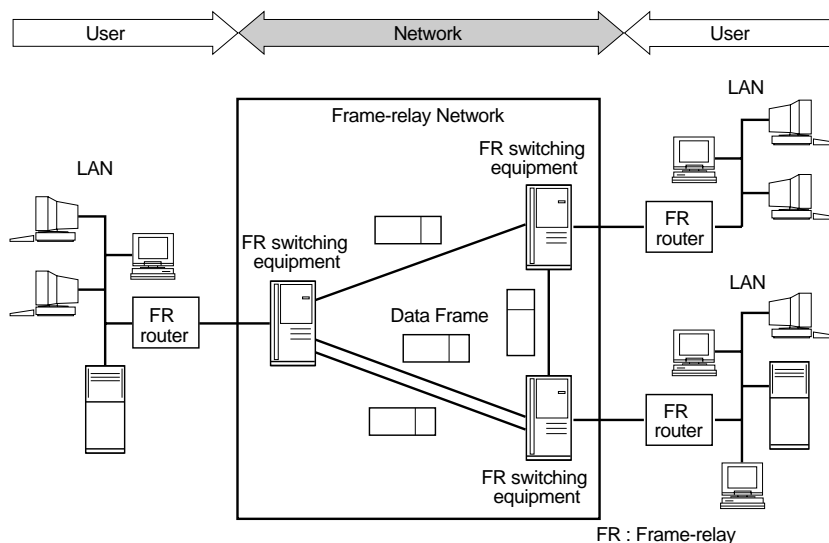 User
Network
User
LAN
Frame-relay Network
FR switching
equipment
LAN
FR switching
equipment
FR
router
FR
router
Data Frame
LAN
FR
router
FR switching
equipment
FR : Frame-relay